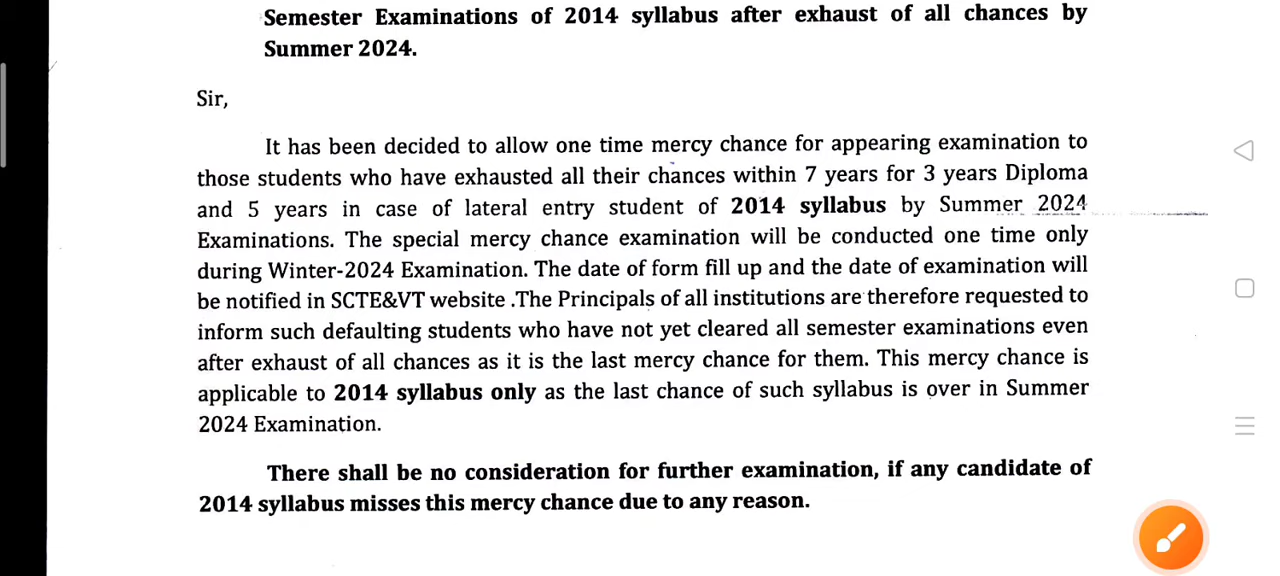 Semester Examinations of 2014 syllabus after exhaust of all chances by
Summer 2024.
Sir,
It has been decided to allow one time mercy chance for appearing examination to
those students who have exhausted all their chances within 7 years for 3 years Diploma
and 5 years in case of lateral entry student of 2014 syllabus by Summer 2024
Examinations. The special mercy chance examination will be conducted one time only
during Winter-2024 Examination. The date of form fill up and the date of examination will
be notified in SCTE&VT website .The Principals of all institutions are therefore requested to
inform such defaulting students who have not yet cleared all semester examinations even
after exhaust of all chances as it is the last mercy chance for them. This mercy chance is
applicable to 2014 syllabus only as the last chance of such syllabus is over in Summer
2024 Examination.
There shall be no consideration for further examination, if any candidate of
2014 syllabus misses this mercy chance due to any reason.